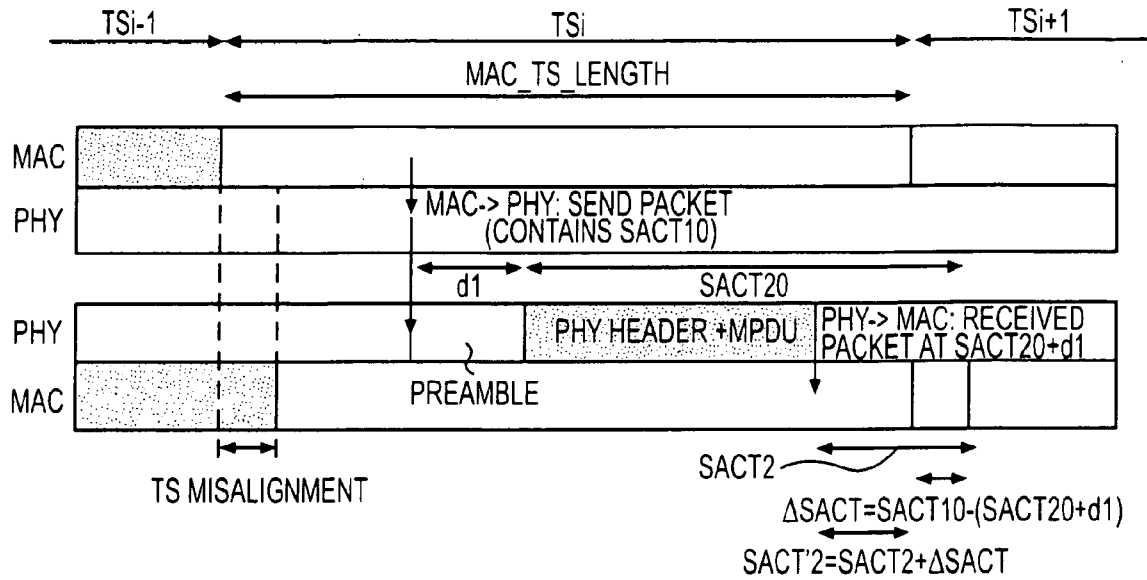 TSi-1
TSi
TSi+1
MAC_TS_LENGTH
MAC
PHY
MAC-> PHY: SEND PACKET
(CONTAINS SACT10)
d1
SACT20
PHY
PHY HEADER +MPDU
PHY-> MAC: RECEIVED
PACKET AT SACT20+d1
MAC
PREAMBLE
TS MISALIGNMENT
SACT2
ΔSACT=SACT10-(SACT20+d1)
SACT'2=SACT2+ΔSACT